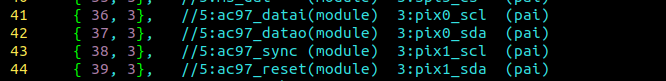 41 { 36, 3}, //5:ac97_datai(module) 3:pix0_scl (pai)
42 { 37, 3}, //5:ac97_datao(module) 3:pix0_sda (pai)
43 { 38, 3}, //5:ac97_sync (module) 3:pix1_scl (pai)
44 { 39, 3}, //5:ac97_reset(module) 3:pix1_sda (pai)